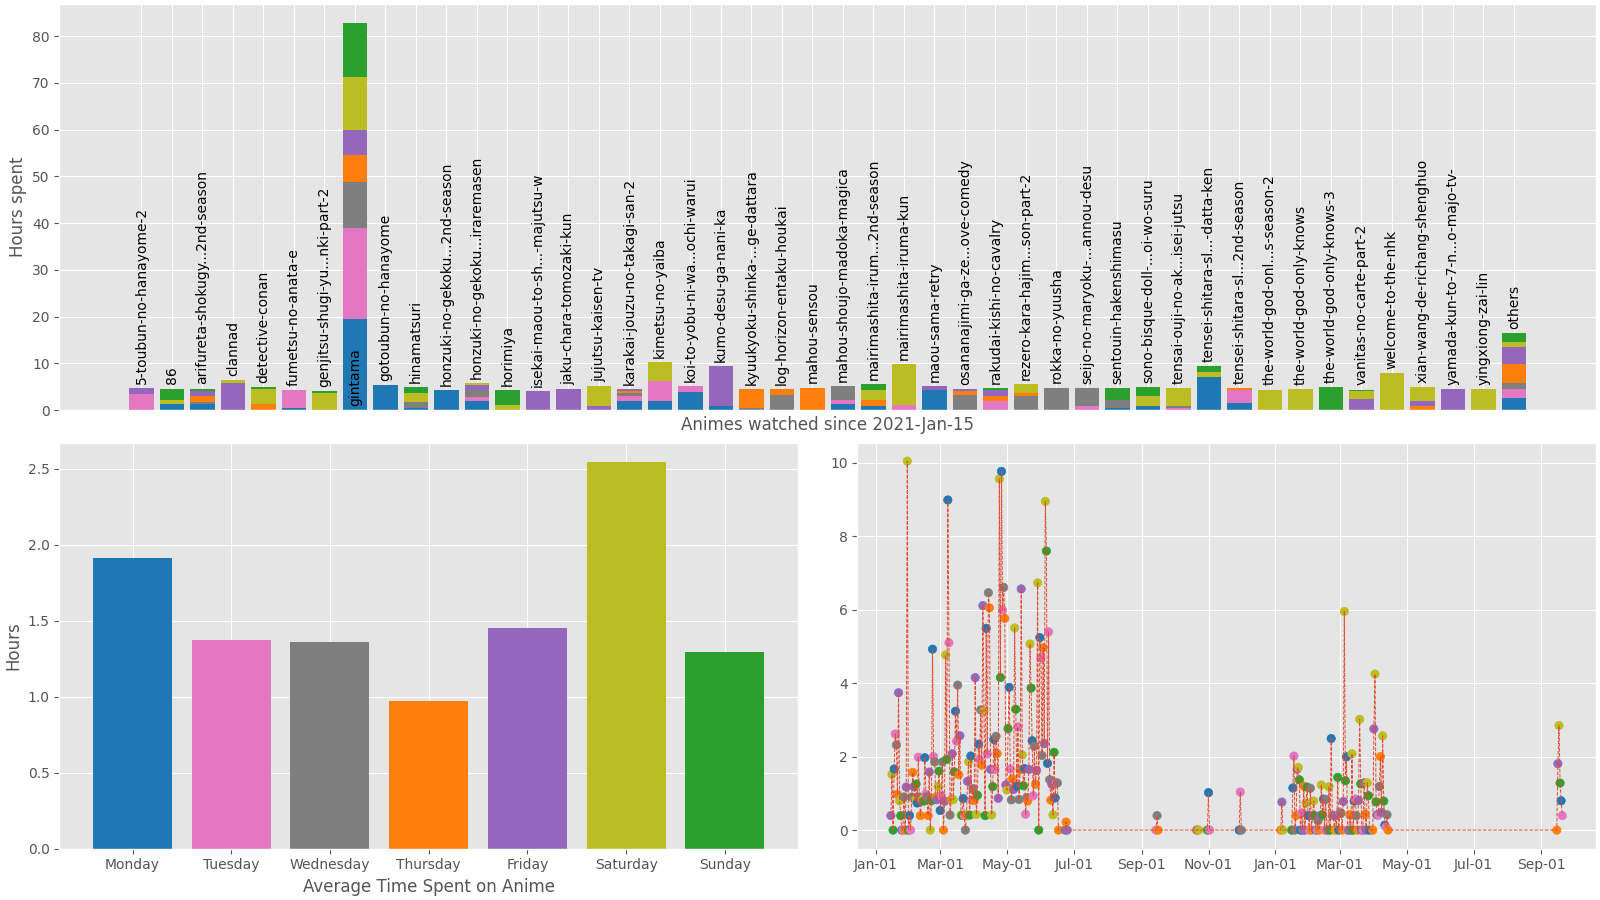 80
70
60
50
40
30
20
10
0
Hours spent
5-toubun-no-hanayome-2
86
arifureta-shokugy...2nd-season
clannad
detective-conan
fumetsu-no-anata-e
genjitsu-shugi-yu...nki-part-2
gintama
gotoubun-no-hanayome
hinamatsuri
honzuki-no-gekoku...2nd-season
honzuki-no-gekoku...iraremasen
horimiya
isekai-maou-to-sh...-majutsu-w
jaku-chara-tomozaki-kun
jujutsu-kaisen-tv
karakai-jouzu-no-takagi-san-2
kimetsu-no-yaiba
koi-to-yobu-ni-wa...ochi-warui
kumo-desu-ga-nani-ka
kyuukyoku-shinka-...ge-dattara
log-horizon-entaku-houkai
mahou-sensou
mahou-shoujo-madoka-magica
mairimashita-irum...2nd-season
mairimashita-iruma-kun
maou-sama-retry
osananajimi-ga-ze...ove-comedy
rakudai-kishi-no-cavalry
rezero-kara-hajim...son-part-2
rokka-no-yuusha
seijo-no-maryoku-...annou-desu
sentouin-hakenshimasu
sono-bisque-doll-...oi-wo-suru
tensai-ouji-no-ak...isei-jutsu
tensei-shitara-sl...-datta-ken
tensei-shitara-sl...2nd-season
the-world-god-onl...s-season-2
the-world-god-only-knows
the-world-god-only-knows-3
vanitas-no-carte-part-2
welcome-to-the-nhk
xian-wang-de-richang-shenghuo
yamada-kun-to-7-n...o-majo-tv-
yingxiong-zai-lin
others
Animes watched since 2021-Jan-15
2.5
2.0
1.5
1.0
0.5
0.0
Hours
Monday Tuesday Wednesday Thursday Friday Saturday Sunday
Average Time Spent on Anime
10
8
6
4
2
0
Jan-01 Mar-01 May-01 Jul-01 Sep-01 Nov-01 Jan-01 Mar-01 May-01 Jul-01 Sep-01